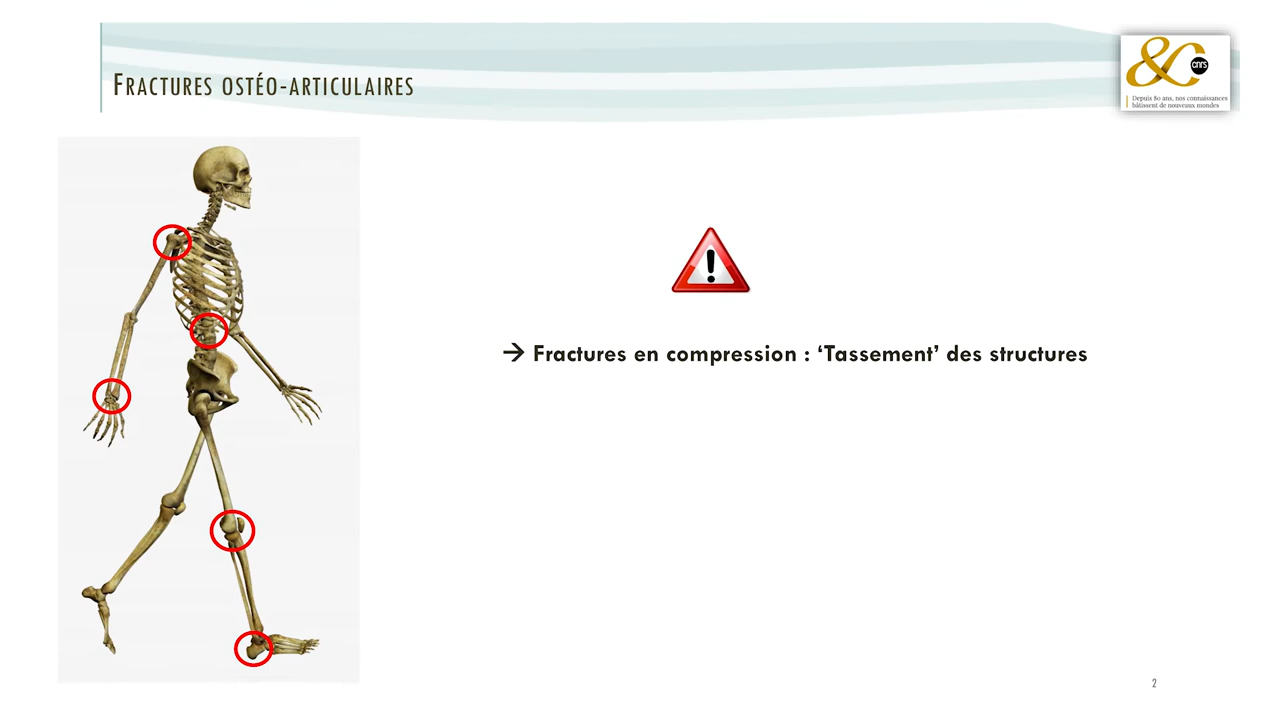 Fractures ostéo-articulaires
&C
cnrs
Depuis 80 ans, nos connaissances
bâtissent de nouveaux mondes
→ Fractures en compression : ‘Tassement’ des structures
2